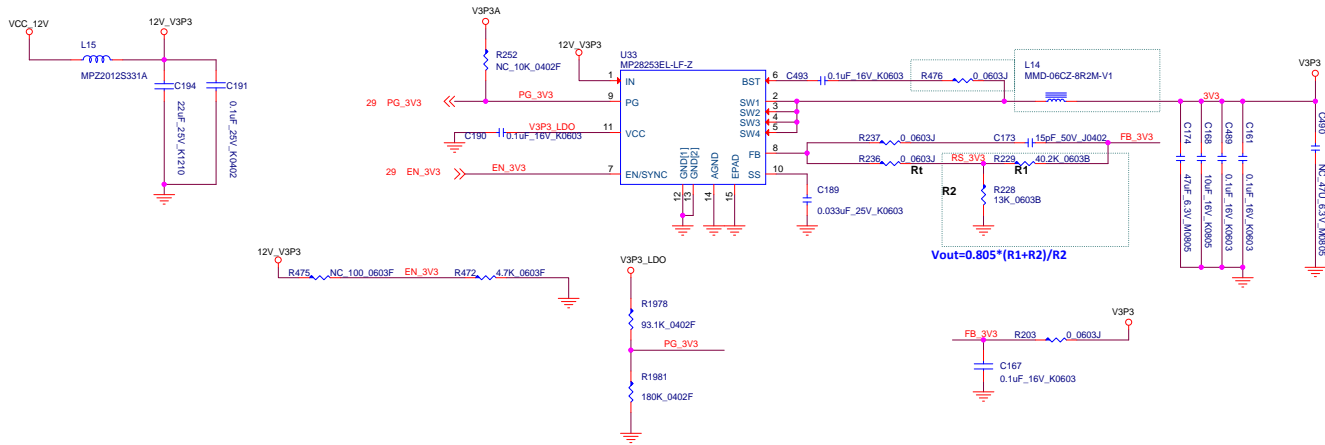 VCC_12V
12V_V3P3
L15
MPZ2012S331A
C194
22uF_25V_K1210
C191
0.1uF_25V_K0402
V3P3A
R252
NC_10K_0402F
12V_V3P3
29 PG_3V3
PG_3V3
V3P3_LDO
C190
0.1uF_16V_K0603
29 EN_3V3
EN_3V3
U33
MP28253EL-LF-Z
1
IN
9
PG
11
VCC
7
EN/SYNC
GND[1]
GND[2]
AGND
EPAD
12
13
14
15
BST
6
SW1
2
SW2
3
SW3
4
SW4
5
FB
8
SS
10
C493
0.1uF_16V_K0603
R476
0_0603J
L14
MMD-06CZ-8R2M-V1
3V3
V3P3
R237
0_0603J
C173
15pF_50V_J0402
FB_3V3
R236
0_0603J
RS_3V3
R229
40.2K_0603B
Rt
R1
R2
R228
13K_0603B
C189
0.033uF_25V_K0603
Vout=0.805*(R1+R2)/R2
C174
47uF_6.3V_M0805
C168
10uF_16V_K0805
C489
0.1uF_16V_K0603
C161
0.1uF_16V_K0603
C490
NC_47U_6.3V_M0805
12V_V3P3
R475
NC_100_0603F
EN_3V3
R472
4.7K_0603F
V3P3_LDO
R1978
93.1K_0402F
PG_3V3
R1981
180K_0402F
FB_3V3
R203
0_0603J
V3P3
C167
0.1uF_16V_K0603